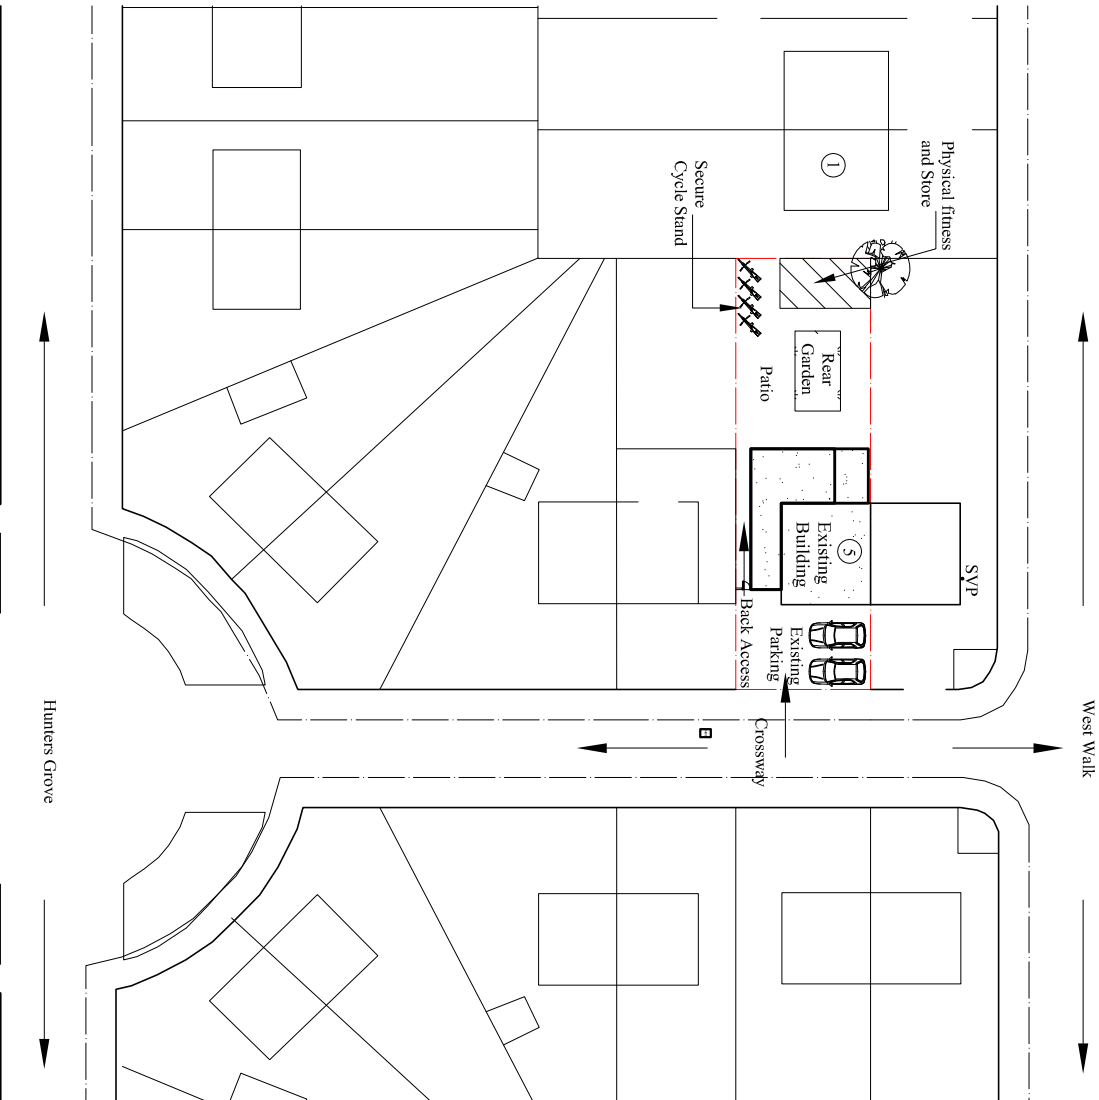 Physical fitness
and Store
1
Secure
Cycle Stand
Rear
Garden
Patio
SVP
5
Existing
Building
Back Access
Existing
Parking
Crossway
West Walk
Hunters Grove